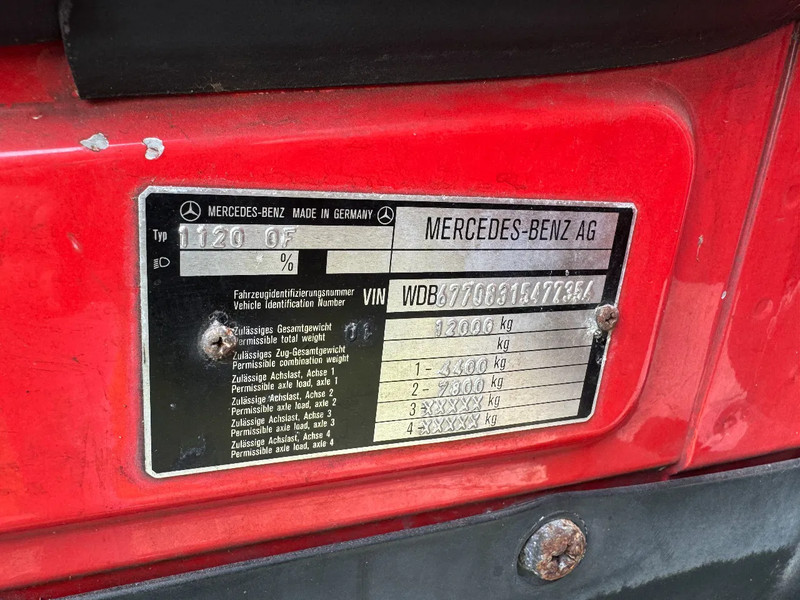 MERCEDES-BENZ MADE IN GERMANY
MERCEDES-BENZ AG
Typ 1120 OF
%
Fahrzeugidentifizierungsnummer
Vehicle Identification Number
VIN WDB67708315477354
Zulässiges Gesamtgewicht
Permissible total weight
01 12000 kg
Zulässiges Zug-Gesamtgewicht
Permissible combination weight
kg
Zulässige Achslast, Achse 1
Permissible axle load, axle 1
1 - 4400 kg
Zulässige Achslast, Achse 2
Permissible axle load, axle 2
2 - 7800 kg
Zulässige Achslast, Achse 3
Permissible axle load, axle 3
3 - XXXXX kg
Zulässige Achslast, Achse 4
Permissible axle load, axle 4
4 - XXXXX kg